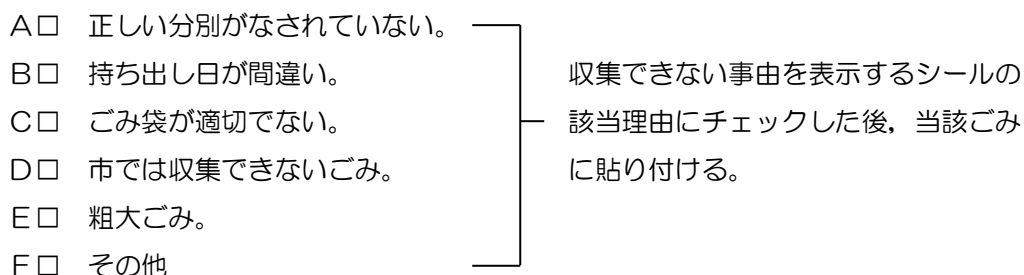 A□ 正しい分別がなされていない。
B□ 持ち出し日が間違い。
C□ ごみ袋が適切でない。
D□ 市では収集できないごみ。
E□ 粗大ごみ。
F□ その他
収集できない事由を表示するシールの
該当理由にチェックした後，当該ごみ
に貼り付ける。